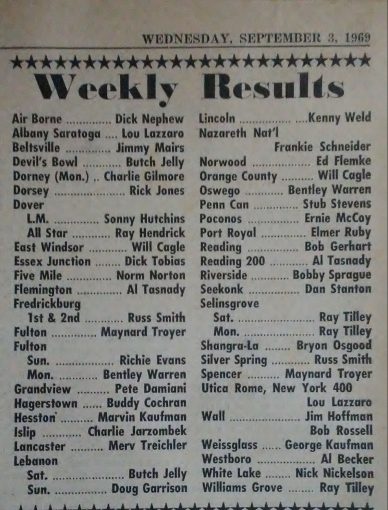 WEDNESDAY, SEPTEMBER 3, 1969
Weekly Results
Air Borne ............ Dick Nephew
Albany Saratoga .... Lou Lazzaro
Beltsville ............ Jimmy Mairs
Devil's Bowl ......... Butch Jelly
Dorney (Mon.) .. Charlie Gilmore
Dorsey ................. Rick Jones
Dover
L.M. ............ Sonny Hutchins
All Star ......... Ray Hendrick
East Windsor ......... Will Cagle
Essex Junction ....... Dick Tobias
Five Mile ............ Norm Norton
Flemington .......... Al Tasnady
Fredrickburg
1st & 2nd .......... Russ Smith
Fulton ........... Maynard Troyer
Fulton
Sun. ............. Richie Evans
Mon. .......... Bentley Warren
Grandview ......... Pete Damiani
Hagerstown ...... Buddy Cochran
Hesston ......... Marvin Kaufman
Islip ......... Charlie Jarzombek
Lancaster ........ Merv Treichler
Lebanon
Sat. ................ Butch Jelly
Sun. ........... Doug Garrison
Lincoln ................. Kenny Weld
Nazareth Nat'l
Frankie Schneider
Norwood .............. Ed Flemke
Orange County ....... Will Cagle
Oswego .......... Bentley Warren
Penn Can .......... Stub Stevens
Poconos ............ Ernie McCoy
Port Royal .......... Elmer Ruby
Reading ............. Bob Gerhart
Reading 200 ......... Al Tasnady
Riverside ........ Bobby Sprague
Seekonk ............ Dan Stanton
Selinsgrove
Sat. ................. Ray Tilley
Mon. ................ Ray Tilley
Shangra-La ....... Bryon Osgood
Silver Spring ........ Russ Smith
Spencer ......... Maynard Troyer
Utica Rome, New York 400
Lou Lazzaro
Wall ................ Jim Hoffman
Bob Rossell
Weissglass ...... George Kaufman
Westboro ............ Al Becker
White Lake ....... Nick Nickelson
Williams Grove ....... Ray Tilley